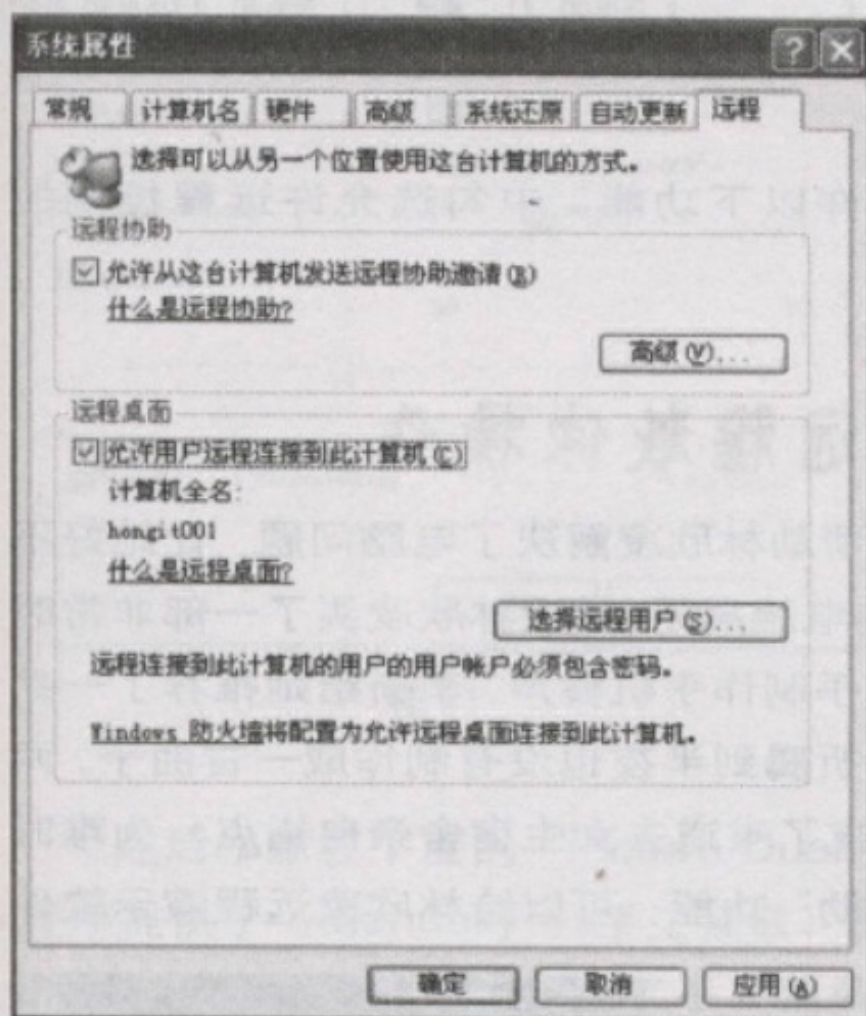 系统属性
常规 计算机名 硬件 高级 系统还原 自动更新 远程
选择可以从另一个位置使用这台计算机的方式。
远程协助
允许从这台计算机发送远程协助邀请(R)
什么是远程协助?
高级(V)...
远程桌面
允许用户远程连接到此计算机(C)
计算机全名:
hongit001
什么是远程桌面?
选择远程用户(S)...
远程连接到此计算机的用户的用户帐户必须包含密码。
Windows 防火墙将配置为允许远程桌面连接到此计算机。
确定 取消 应用(A)